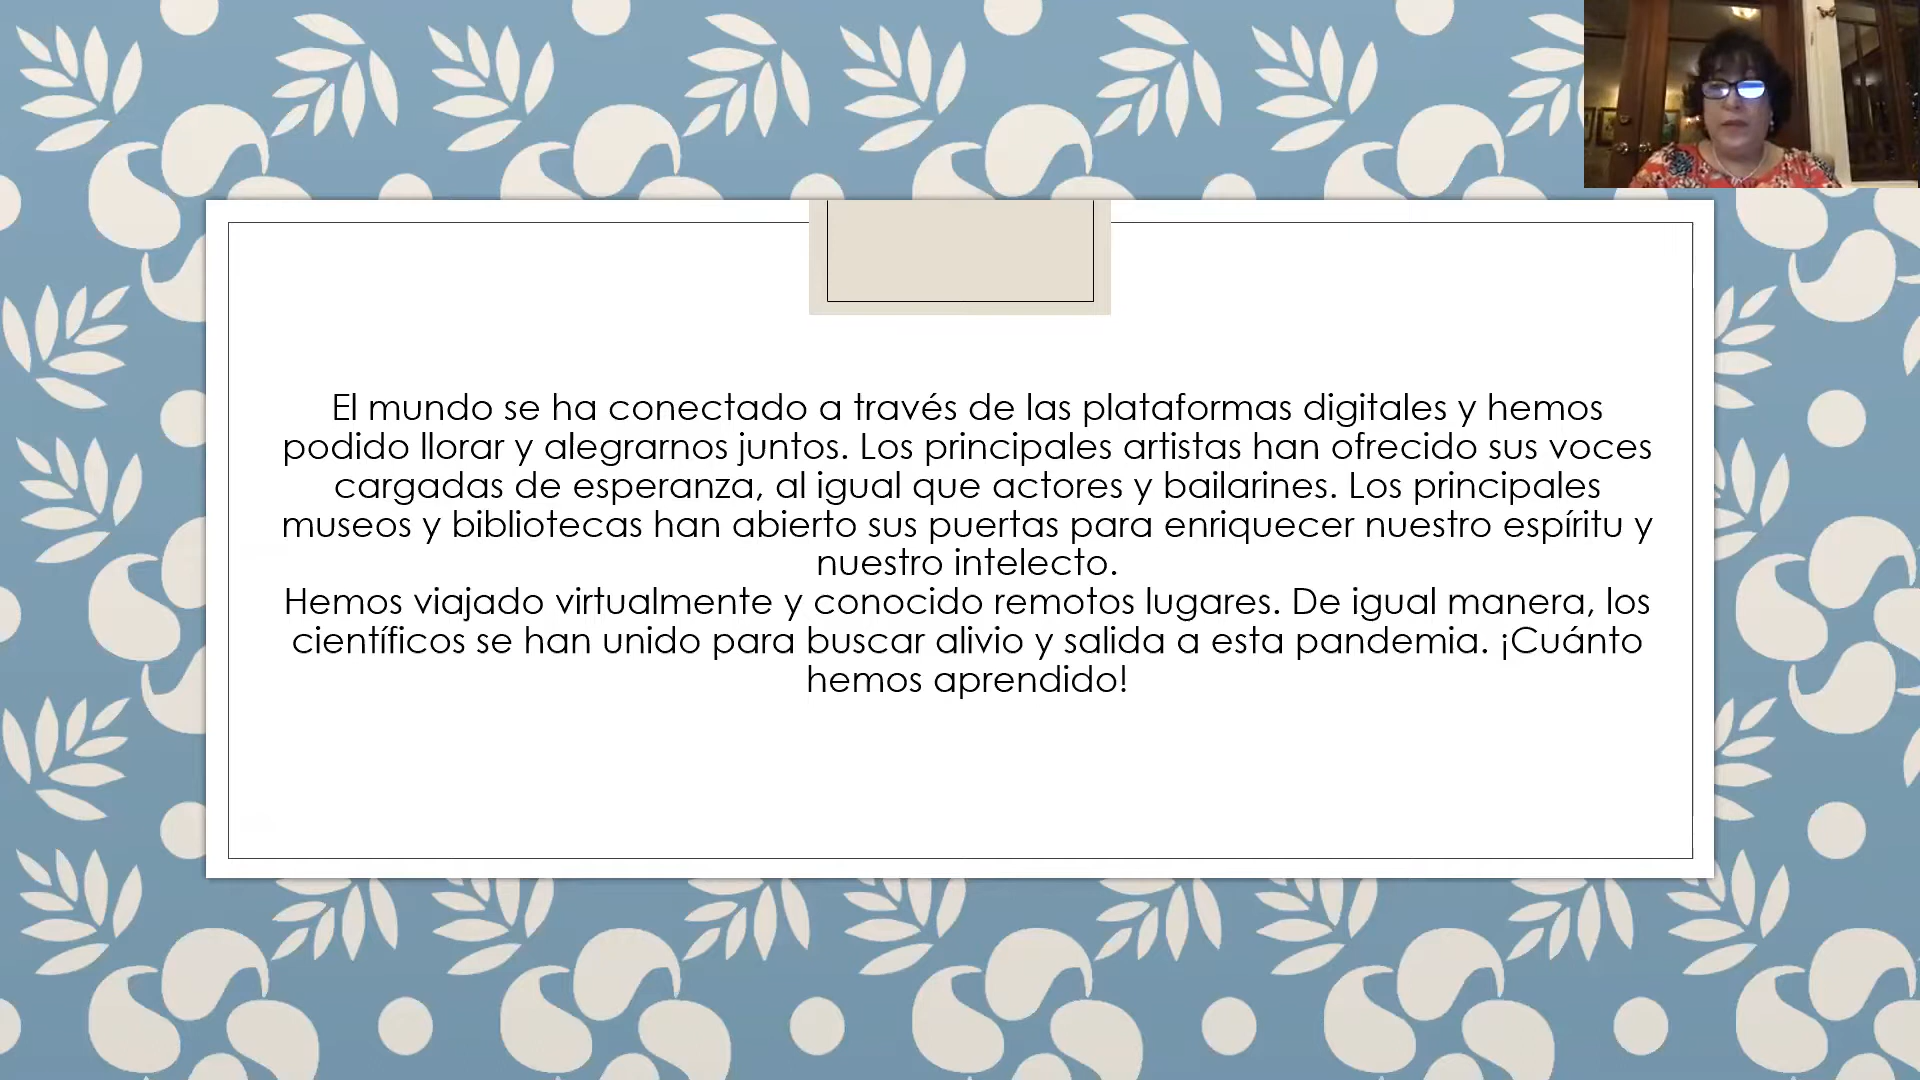 El mundo se ha conectado a través de las plataformas digitales y hemos
podido llorar y alegrarnos juntos. Los principales artistas han ofrecido sus voces
cargadas de esperanza, al igual que actores y bailarines. Los principales
museos y bibliotecas han abierto sus puertas para enriquecer nuestro espíritu y
nuestro intelecto.
Hemos viajado virtualmente y conocido remotos lugares. De igual manera, los
científicos se han unido para buscar alivio y salida a esta pandemia. ¡Cuánto
hemos aprendido!